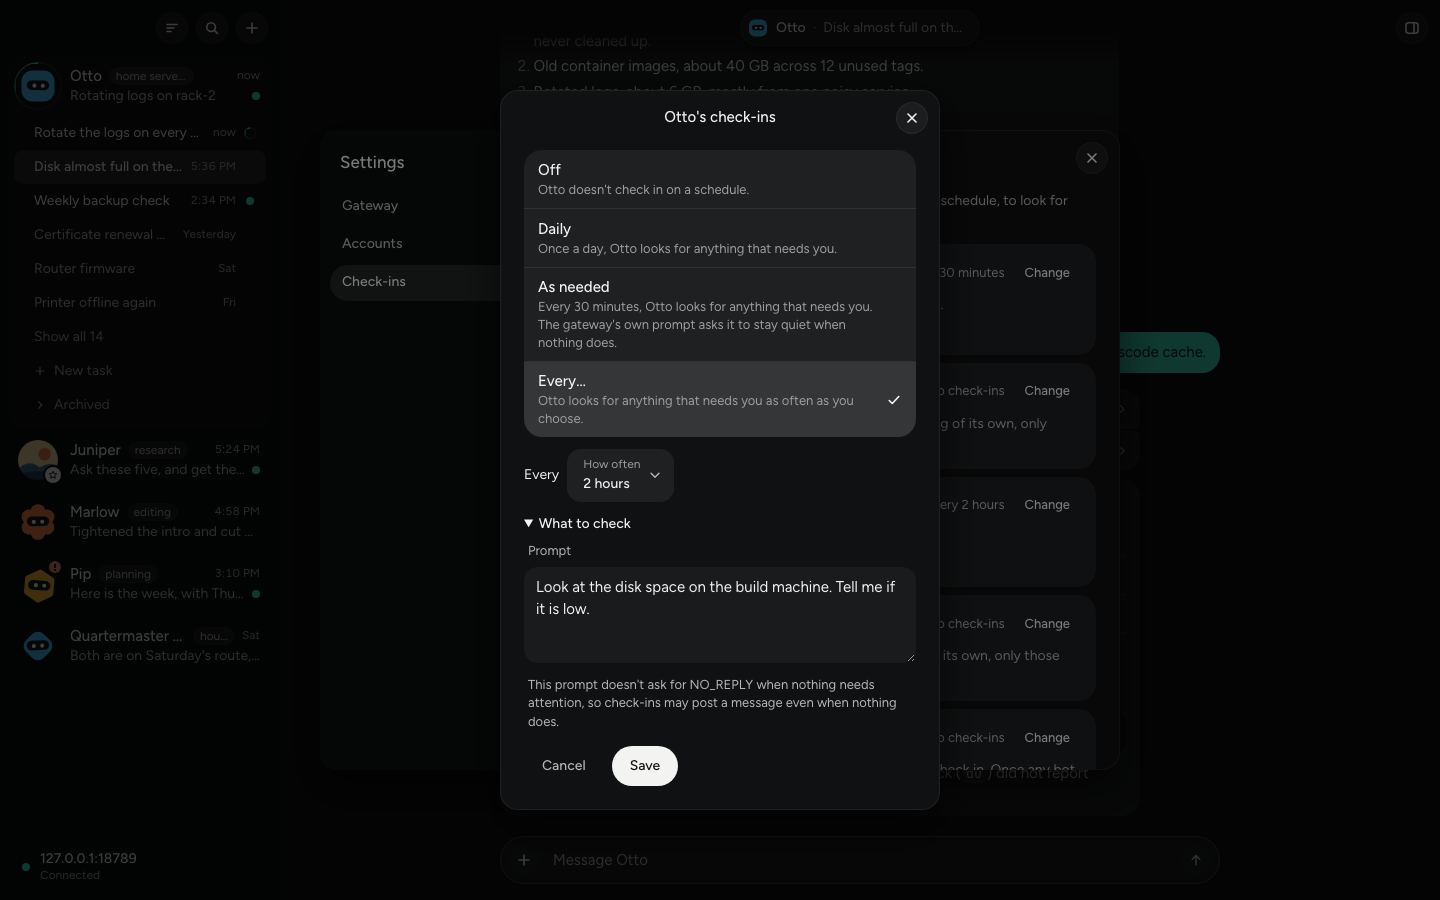 Otto home serve... now
Rotating logs on rack-2
Rotate the logs on every ... now
Disk almost full on the... 5:36 PM
Weekly backup check 2:34 PM
Certificate renewal ... Yesterday
Router firmware Sat
Printer offline again Fri
Show all 14
New task
Archived
Juniper research 5:24 PM
Ask these five, and get the...
Marlow editing 4:58 PM
Tightened the intro and cut ...
Pip planning 3:10 PM
Here is the week, with Thu...
Quartermaster ... hou... Sat
Both are on Saturday's route,...
127.0.0.1:18789
Connected
Otto · Disk almost full on th...
never cleaned up.
2. Old container images, about 40 GB across 12 unused tags.
Settings
Gateway
Accounts
Check-ins
Otto's check-ins
Off
Otto doesn't check in on a schedule.
Daily
Once a day, Otto looks for anything that needs you.
As needed
Every 30 minutes, Otto looks for anything that needs you.
The gateway's own prompt asks it to stay quiet when
nothing does.
Every...
Otto looks for anything that needs you as often as you
choose.
Every
How often
2 hours
What to check
Prompt
Look at the disk space on the build machine. Tell me if
it is low.
This prompt doesn't ask for NO_REPLY when nothing needs
attention, so check-ins may post a message even when nothing
does.
Cancel Save
schedule, to look for
30 minutes Change
scode cache.
check-ins Change
of its own, only
2 hours Change
check-ins Change
its own, only those
check-ins Change
did not report
Message Otto